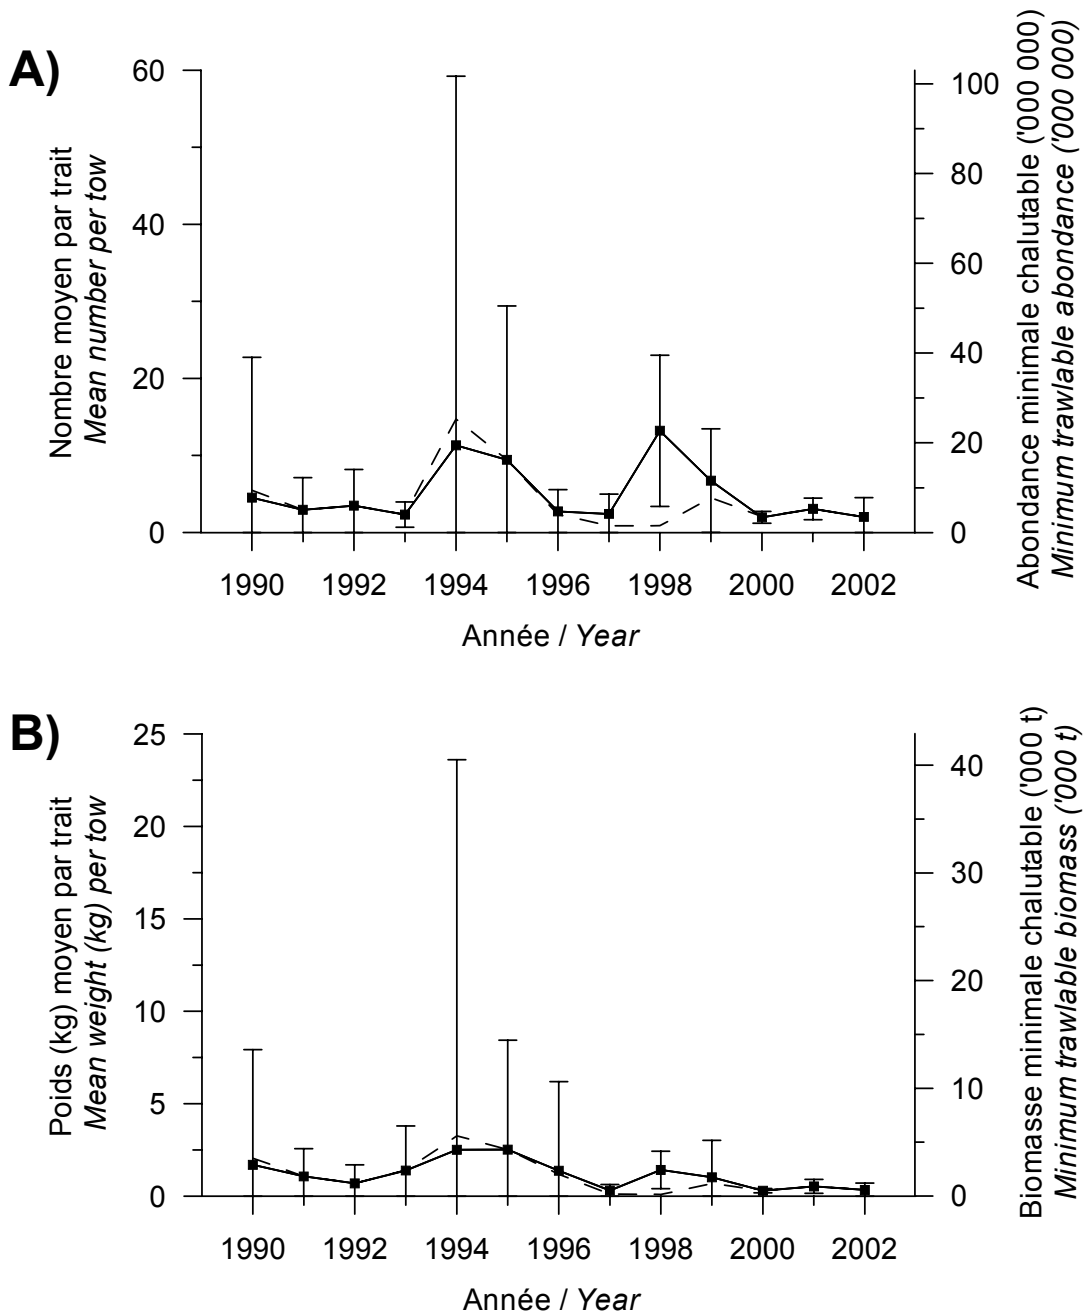 A)
Nombre moyen par trait
Mean number per tow
60
40
20
0
100
80
60
40
20
0
Abondance minimale chalutable ('000 000)
Minimum trawlable abondance ('000 000)
1990 1992 1994 1996 1998 2000 2002
Année / Year
B)
Poids (kg) moyen par trait
Mean weight (kg) per tow
25
20
15
10
5
0
40
30
20
10
0
Biomasse minimale chalutable ('000 t)
Minimum trawlable biomass ('000 t)
1990 1992 1994 1996 1998 2000 2002
Année / Year